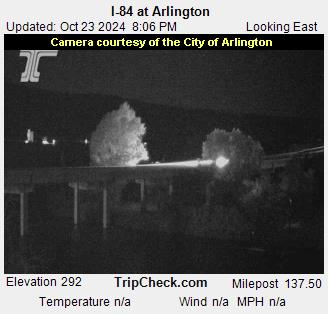 I-84 at Arlington
Updated: Oct 23 2024 8:06 PM Looking East
Camera courtesy of the City of Arlington
Elevation 292 TripCheck.com Milepost 137.50
Temperature n/a Wind n/a MPH n/a